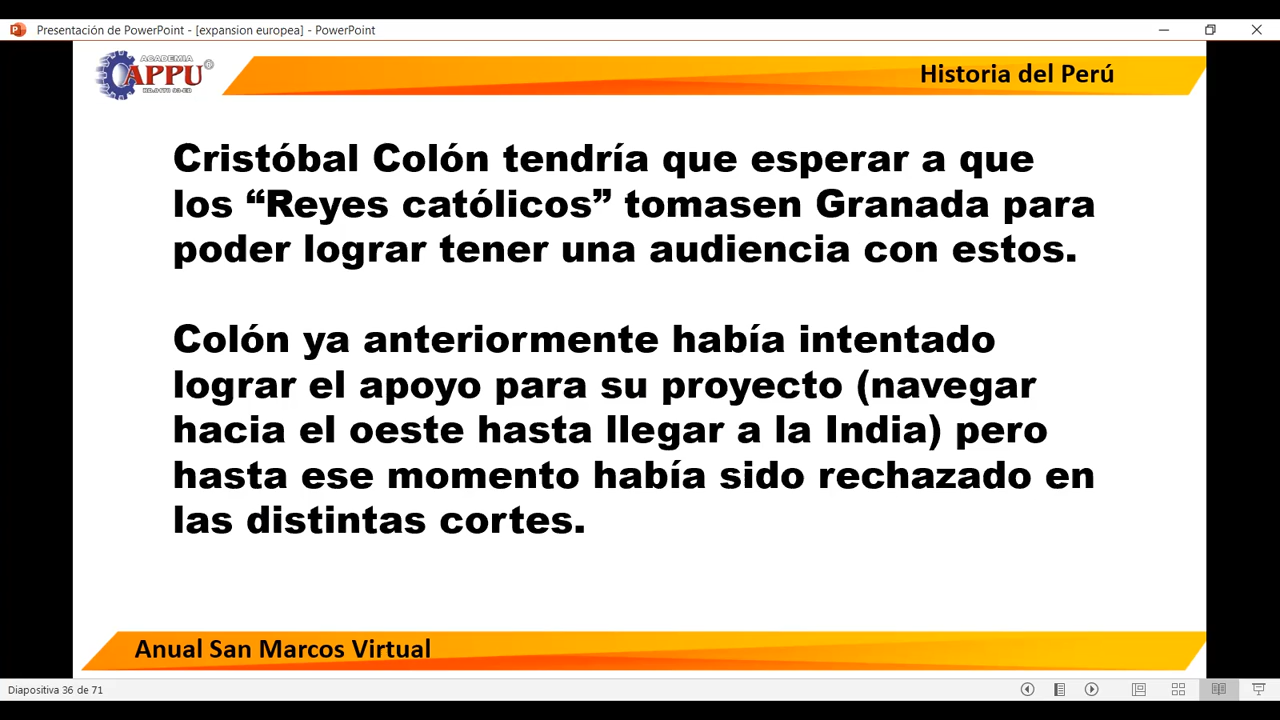 Presentación de PowerPoint - [expansion europea] - PowerPoint
ACADEMIA
APPU
Historia del Perú
Cristóbal Colón tendría que esperar a que
los “Reyes católicos” tomasen Granada para
poder lograr tener una audiencia con estos.
Colón ya anteriormente había intentado
lograr el apoyo para su proyecto (navegar
hacia el oeste hasta llegar a la India) pero
hasta ese momento había sido rechazado en
las distintas cortes.
Anual San Marcos Virtual
Diapositiva 36 de 71